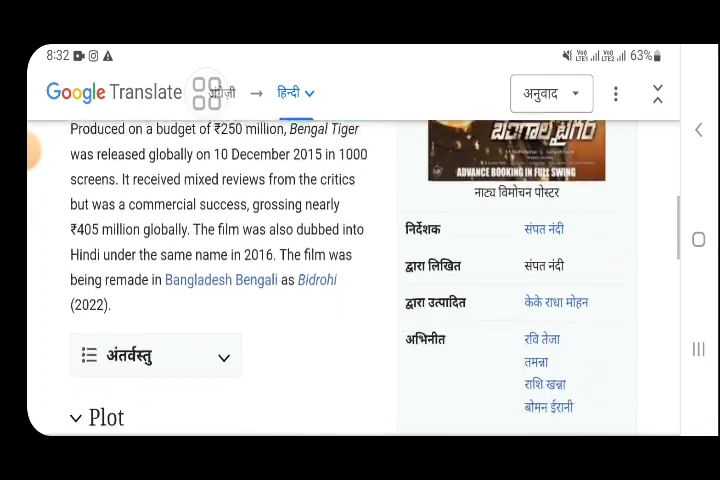 8:32 63%
Google Translate अंग्रेज़ी → हिन्दी अनुवाद
Produced on a budget of ₹250 million, Bengal Tiger
was released globally on 10 December 2015 in 1000
screens. It received mixed reviews from the critics
but was a commercial success, grossing nearly
₹405 million globally. The film was also dubbed into
Hindi under the same name in 2016. The film was
being remade in Bangladesh Bengali as Bidrohi
(2022).
अंतर्वस्तु
Plot
బెంగాల్ టైగర్
ADVANCE BOOKING IN FULL SWING
नाट्य विमोचन पोस्टर
निर्देशक संपत नंदी
द्वारा लिखित संपत नंदी
द्वारा उत्पादित केके राधा मोहन
अभिनीत रवि तेजा
तमन्ना
राशि खन्ना
बोमन ईरानी